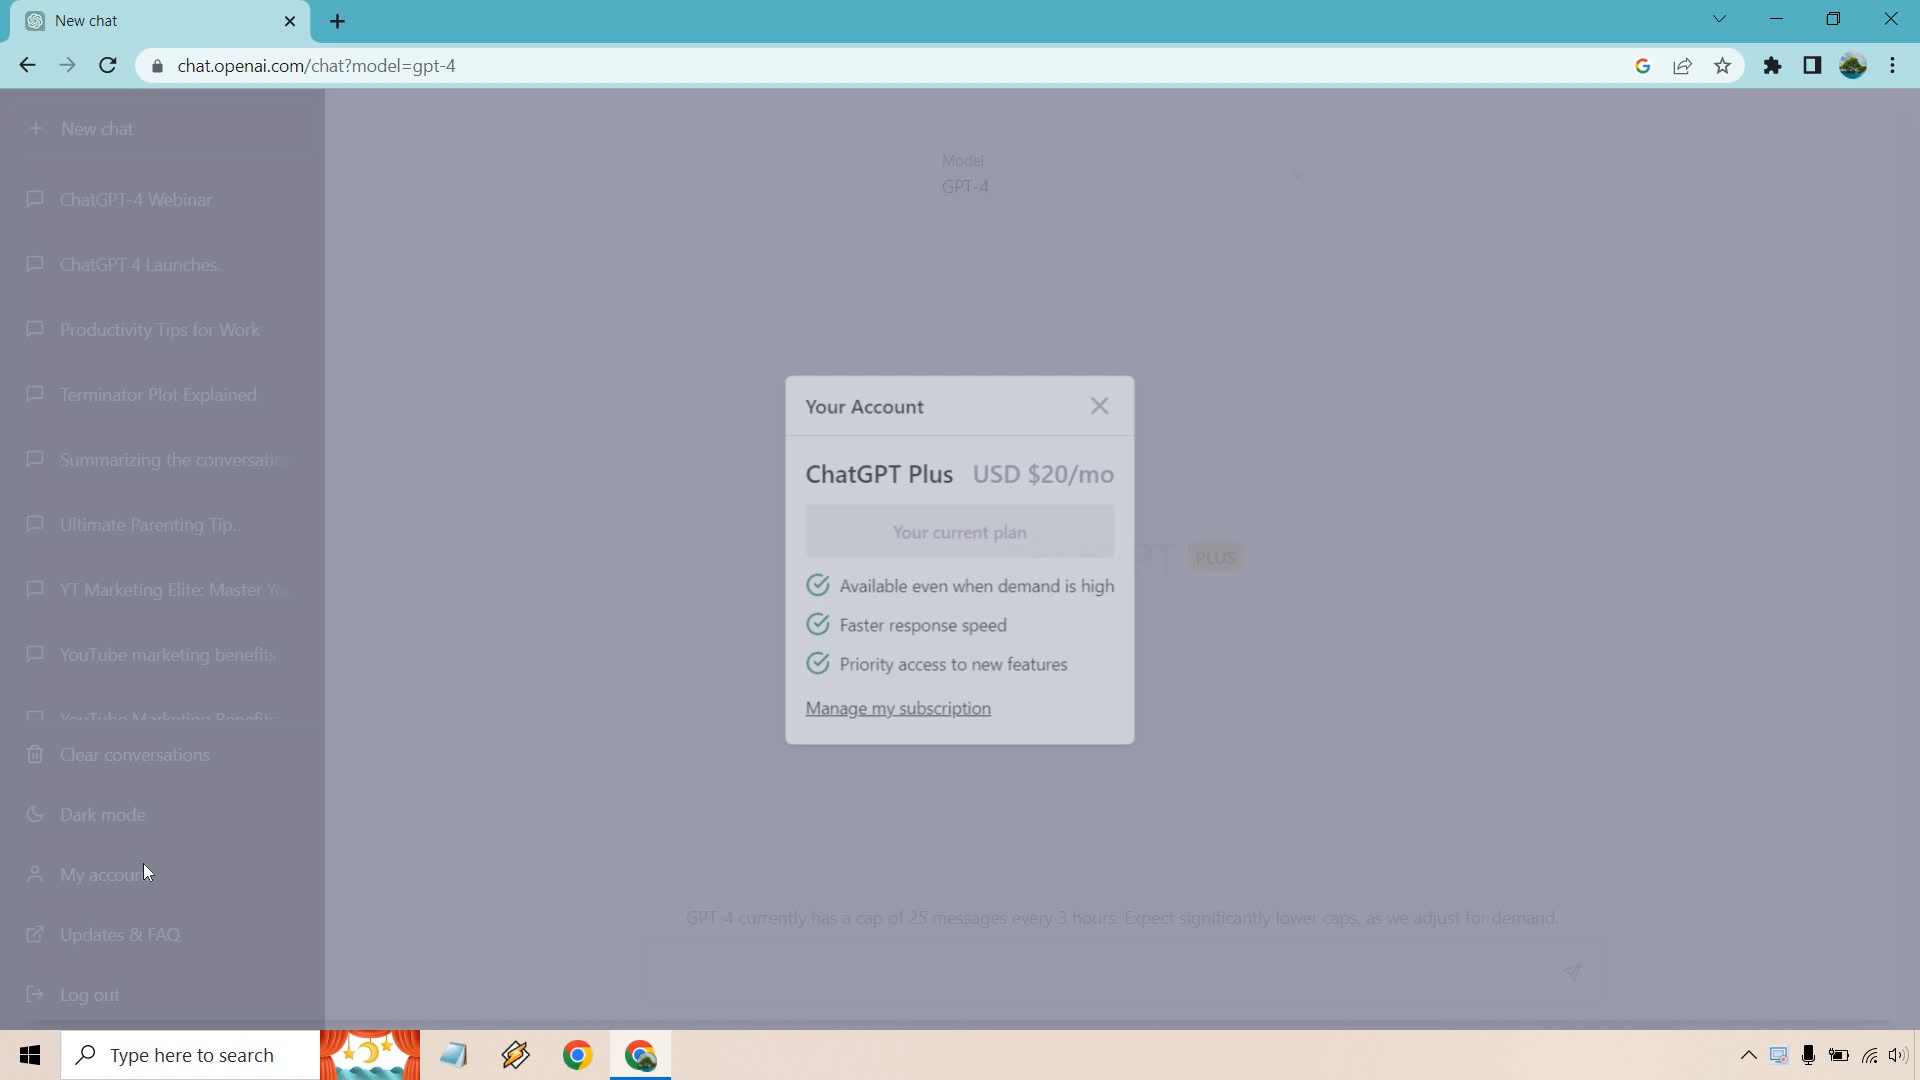 New chat
chat.openai.com/chat?model=gpt-4
New chat
ChatGPT-4 Webinar
ChatGPT 4 Launches.
Productivity Tips for Work
Terminator Plot Explained
Summarizing the conversation
Ultimate Parenting Tip..
YT Marketing Elite: Master Yo
YouTube marketing benefits
YouTube Marketing Benefits
Clear conversations
Dark mode
My account
Updates & FAQ
Log out
Model
GPT-4
Your Account
ChatGPT Plus USD $20/mo
Your current plan
PT PLUS
Available even when demand is high
Faster response speed
Priority access to new features
Manage my subscription
GPT-4 currently has a cap of 25 messages every 3 hours. Expect significantly lower caps, as we adjust for demand.
Type here to search